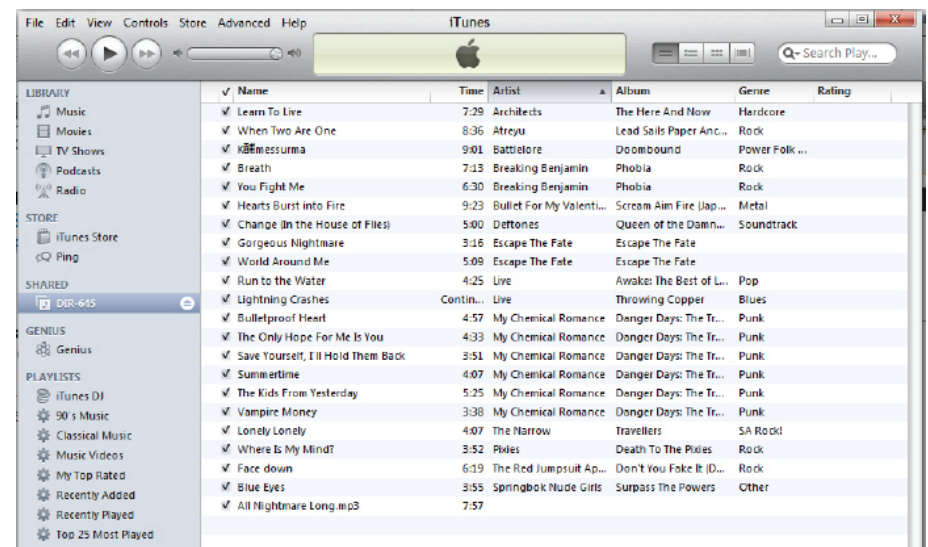 File Edit View Controls Store Advanced Help iTunes
Search Play...
LIBRARY
Music
Movies
TV Shows
Podcasts
Radio
STORE
iTunes Store
Ping
SHARED
DIR-645
GENIUS
Genius
PLAYLISTS
iTunes DJ
90's Music
Classical Music
Music Videos
My Top Rated
Recently Added
Recently Played
Top 25 Most Played
Name Time Artist Album Genre Rating
Learn To Live 7:29 Architects The Here And Now Hardcore
When Two Are One 8:36 Atreyu Lead Sails Paper Anc... Rock
9:01 Battlelore Doombound Power Folk ...
Breath 7:13 Breaking Benjamin Phobia Rock
You Fight Me 6:30 Breaking Benjamin Phobia Rock
Hearts Burst into Fire 9:23 Bullet For My Valenti... Scream Aim Fire (Jap... Metal
Change (In the House of Flies) 5:00 Deftones Queen of the Damn... Soundtrack
Gorgeous Nightmare 3:16 Escape The Fate Escape The Fate
World Around Me 5:09 Escape The Fate Escape The Fate
Run to the Water 4:25 Live Awake: The Best of L... Pop
Lightning Crashes Contin... Live Throwing Copper Blues
Bulletproof Heart 4:57 My Chemical Romance Danger Days: The Tr... Punk
The Only Hope For Me Is You 4:33 My Chemical Romance Danger Days: The Tr... Punk
Save Yourself, I'll Hold Them Back 3:51 My Chemical Romance Danger Days: The Tr... Punk
Summertime 4:07 My Chemical Romance Danger Days: The Tr... Punk
The Kids From Yesterday 5:25 My Chemical Romance Danger Days: The Tr... Punk
Vampire Money 3:38 My Chemical Romance Danger Days: The Tr... Punk
Lonely Lonely 4:07 The Narrow Travellers SA Rock!
Where Is My Mind? 3:52 Pixies Death To The Pixies Rock
Face down 6:19 The Red Jumpsuit Ap... Don't You Fake It (D... Rock
Blue Eyes 3:55 Springbok Nude Girls Surpass The Powers Other
All Nightmare Long.mp3 7:57